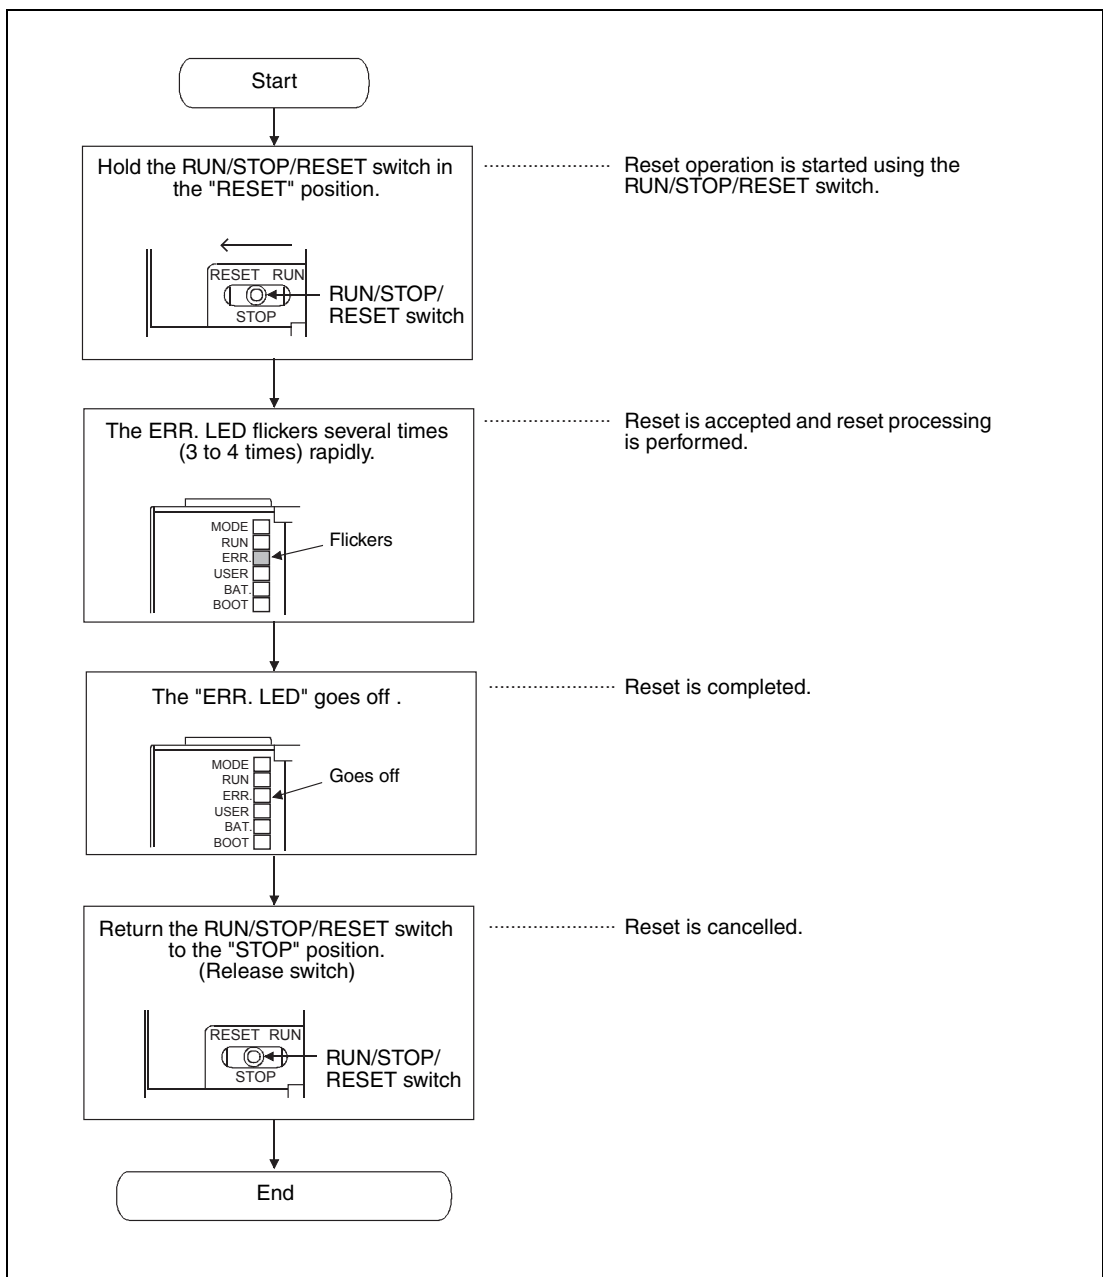 Start
Hold the RUN/STOP/RESET switch in
the "RESET" position.
Reset operation is started using the
RUN/STOP/RESET switch.
RESET RUN
STOP
RUN/STOP/
RESET switch
The ERR. LED flickers several times
(3 to 4 times) rapidly.
Reset is accepted and reset processing
is performed.
MODE
RUN
ERR.
USER
BAT.
BOOT
Flickers
The "ERR. LED" goes off .
Reset is completed.
MODE
RUN
ERR.
USER
BAT.
BOOT
Goes off
Return the RUN/STOP/RESET switch
to the "STOP" position.
(Release switch)
Reset is cancelled.
RESET RUN
STOP
RUN/STOP/
RESET switch
End